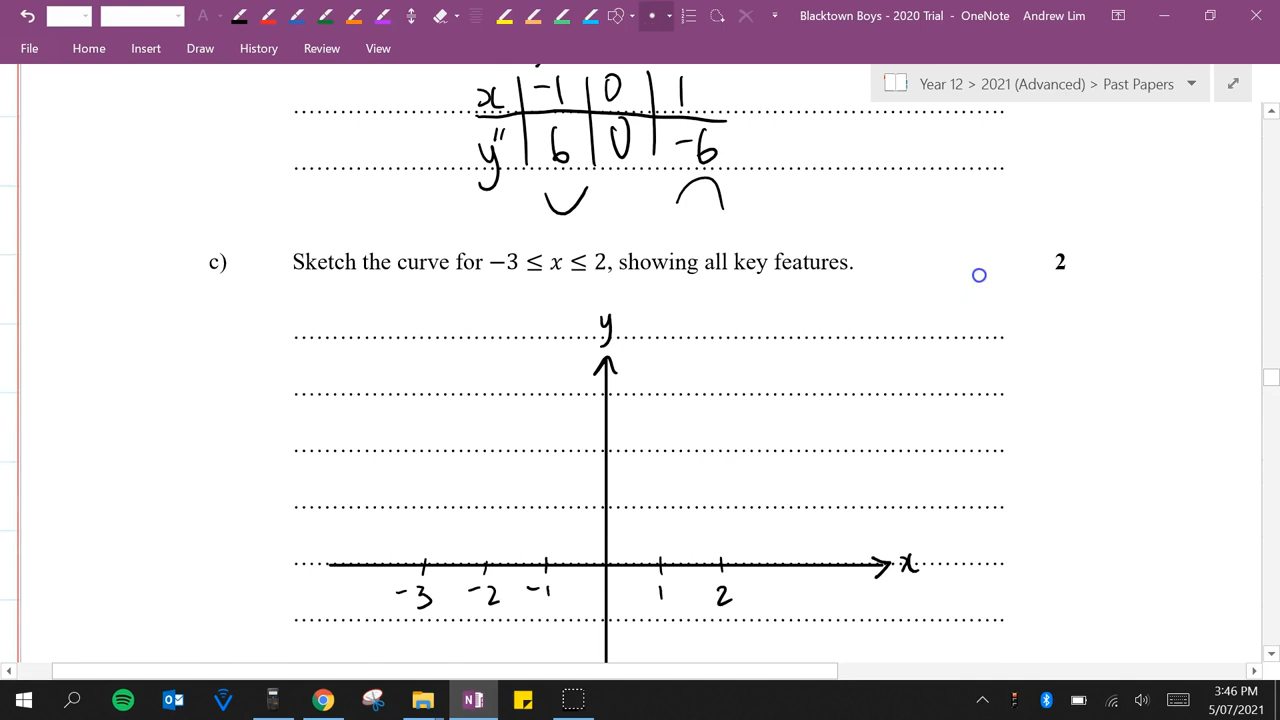 Blacktown Boys - 2020 Trial - OneNote
Andrew Lim
File Home Insert Draw History Review View
Year 12 > 2021 (Advanced) > Past Papers
x -1 0 1
y" 6 0 -6
c) Sketch the curve for −3 ≤ x ≤ 2, showing all key features. 2
y
x
-3 -2 -1 1 2
3:46 PM
5/07/2021